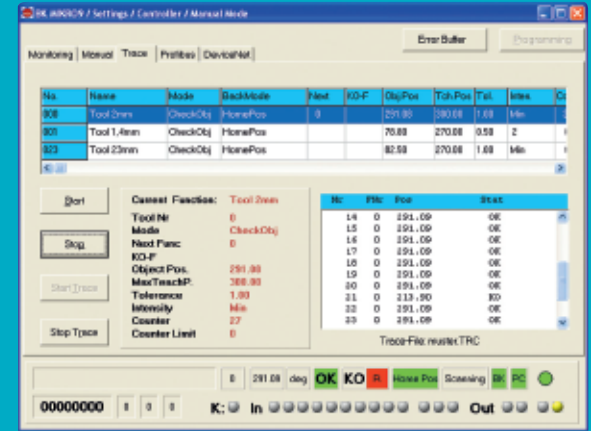 BK MIKRO9 / Settings / Controller / Manual Mode
Error Buffer Programming
Monitoring Manual Trace Profibus DeviceNet
No. Name Mode BackMode Next KO-F Obj.Pos Tch.Pos Tol. Inten.
000 Tool 2mm CheckObj HomePos 0 291.08 300.00 1.00 Min
001 Tool 1,4mm CheckObj HomePos 78.80 270.00 0.50 2
023 Tool 23mm CheckObj HomePos 82.50 270.00 1.00 Min
Start
Stop
Start Trace
Stop Trace
Current Function: Tool 2mm
Tool Nr 0
Mode CheckObj
Next Func 0
KO-F
Object Pos. 291.08
MaxTeachP. 300.00
Tolerance 1.00
Intensity Min
Counter 27
Counter Limit 0
Nr FNr Pos Stat
14 0 291.09 OK
15 0 291.09 OK
16 0 291.09 OK
17 0 291.09 OK
18 0 291.09 OK
19 0 291.09 OK
20 0 291.09 OK
21 0 213.90 KO
22 0 291.09 OK
23 0 291.09 OK
Trace-File: muster.TRC
0 291.08 deg OK KO R Home Pos Scanning BK PC
00000000 0 0 0 K: In Out